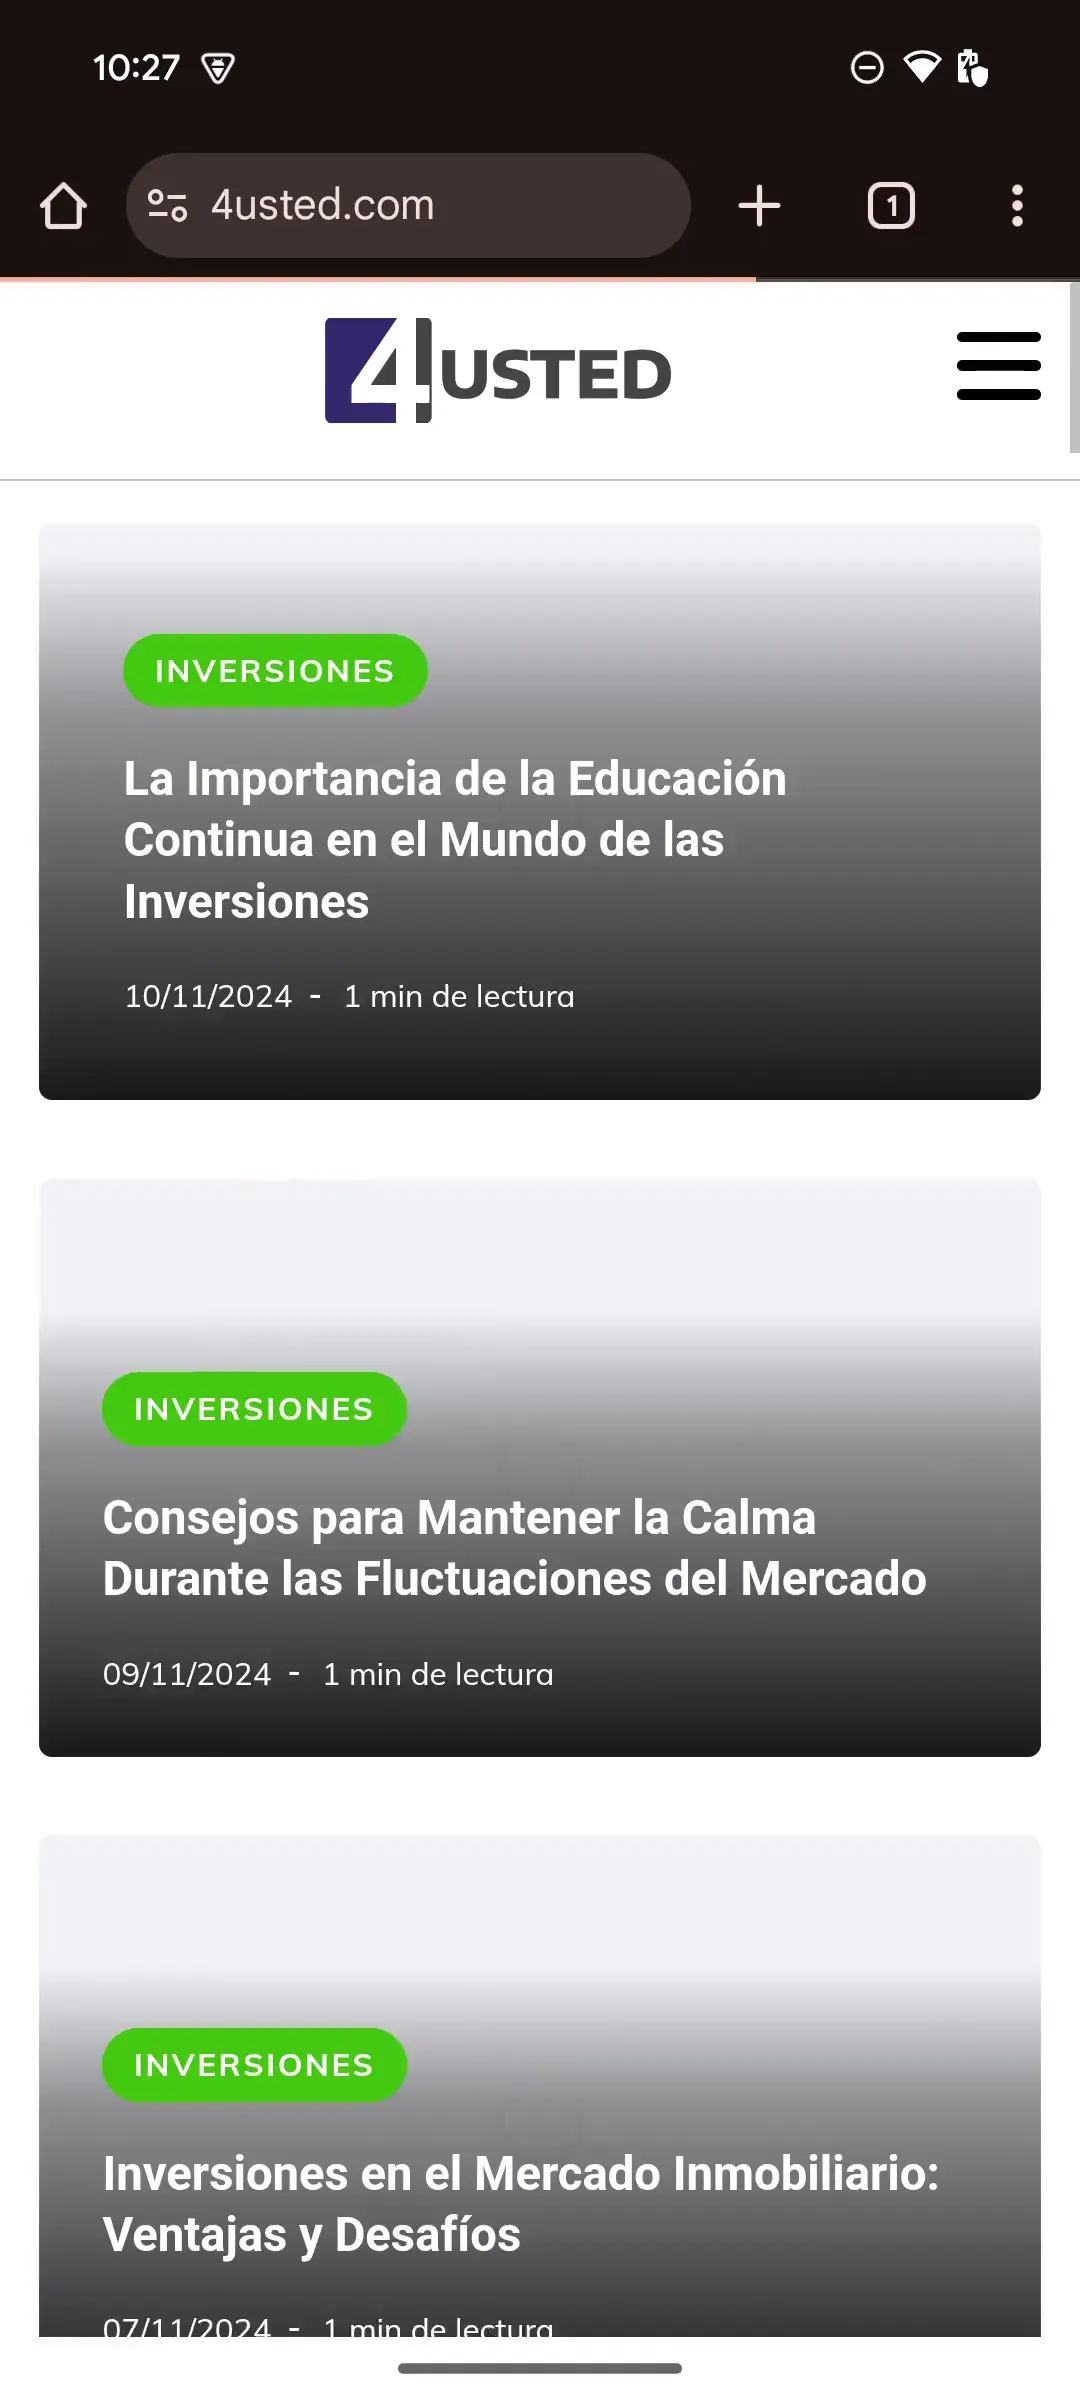 10:27
4usted.com
1
4USTED
INVERSIONES
La Importancia de la Educación
Continua en el Mundo de las
Inversiones
10/11/2024 - 1 min de lectura
INVERSIONES
Consejos para Mantener la Calma
Durante las Fluctuaciones del Mercado
09/11/2024 - 1 min de lectura
INVERSIONES
Inversiones en el Mercado Inmobiliario:
Ventajas y Desafíos
07/11/2024 - 1 min de lectura